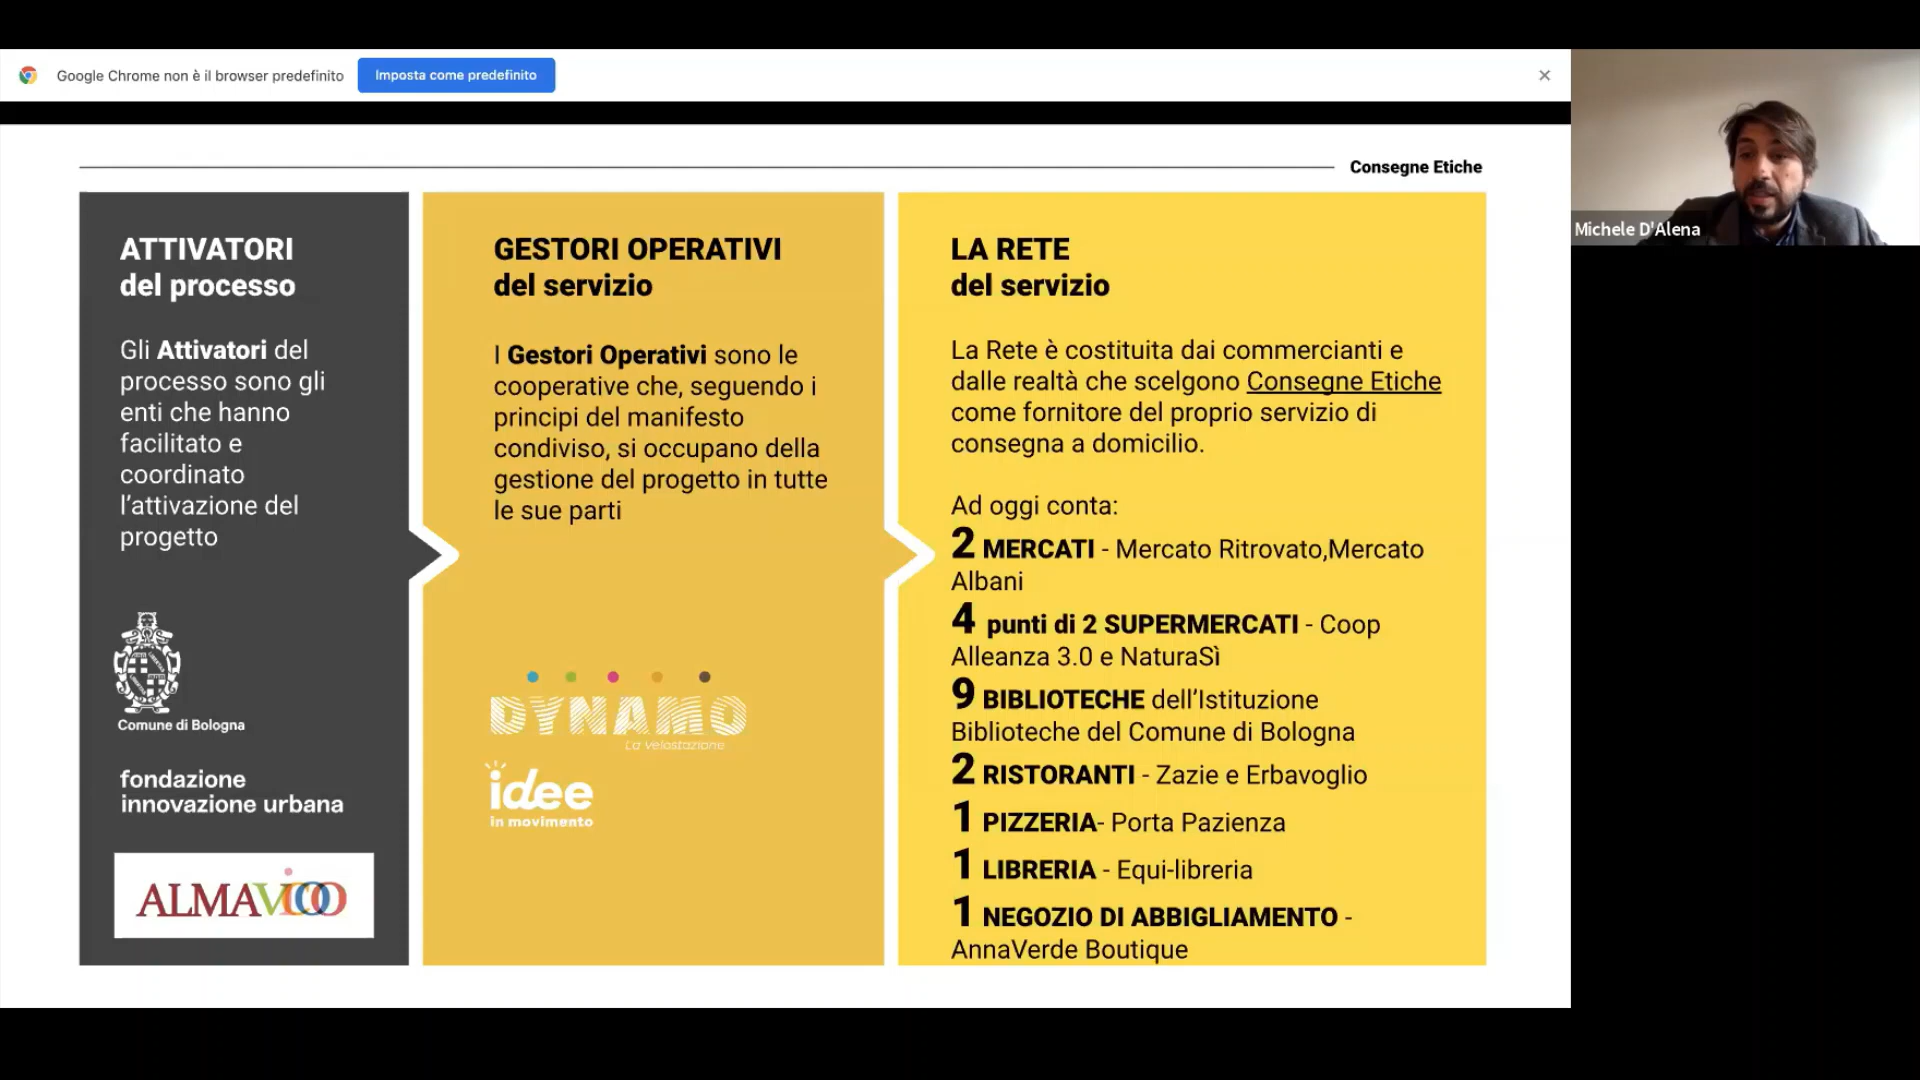 Google Chrome non è il browser predefinito
Imposta come predefinito
Consegne Etiche
Michele D'Alena
ATTIVATORI
del processo
Gli Attivatori del
processo sono gli
enti che hanno
facilitato e
coordinato
l’attivazione del
progetto
Comune di Bologna
fondazione
innovazione urbana
ALMAVICOO
GESTORI OPERATIVI
del servizio
I Gestori Operativi sono le
cooperative che, seguendo i
principi del manifesto
condiviso, si occupano della
gestione del progetto in tutte
le sue parti
DYNAMO
La Velostazione
idee
in movimento
LA RETE
del servizio
La Rete è costituita dai commercianti e
dalle realtà che scelgono Consegne Etiche
come fornitore del proprio servizio di
consegna a domicilio.
Ad oggi conta:
2 MERCATI - Mercato Ritrovato,Mercato
Albani
4 punti di 2 SUPERMERCATI - Coop
Alleanza 3.0 e NaturaSì
9 BIBLIOTECHE dell’Istituzione
Biblioteche del Comune di Bologna
2 RISTORANTI - Zazie e Erbavoglio
1 PIZZERIA- Porta Pazienza
1 LIBRERIA - Equi-libreria
1 NEGOZIO DI ABBIGLIAMENTO -
AnnaVerde Boutique